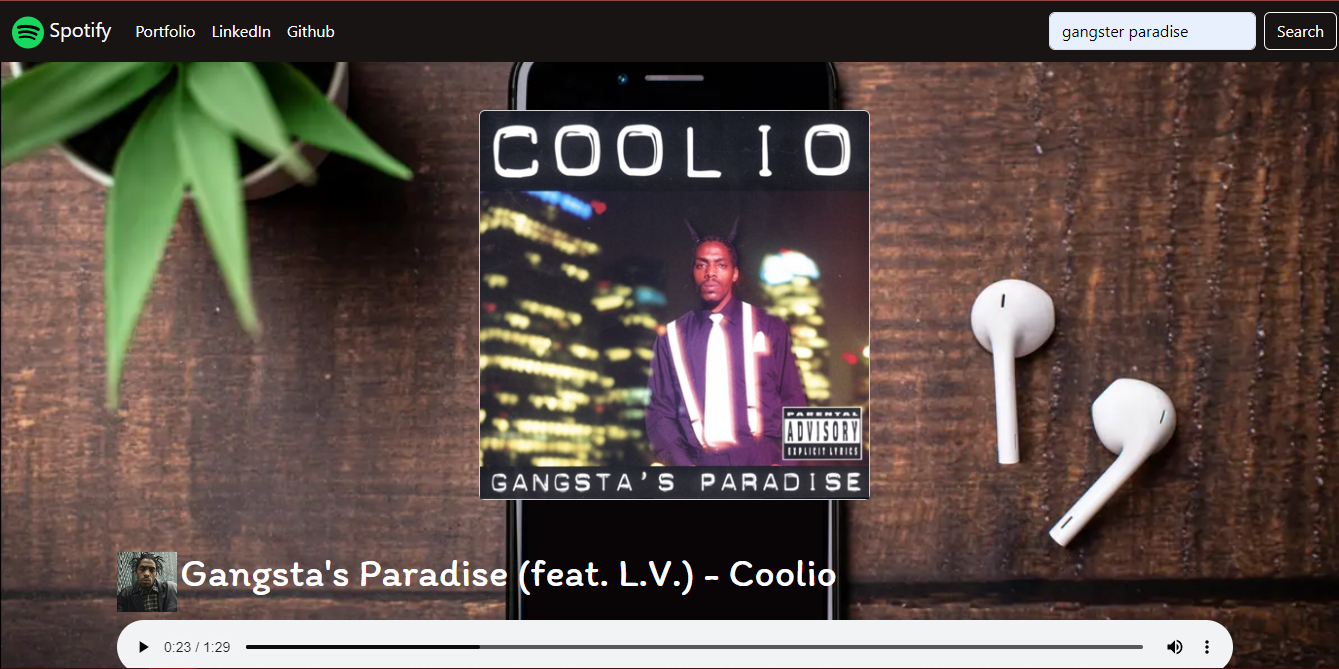 Spotify Portfolio LinkedIn Github gangster paradise Search
COOLIO
PARENTAL
ADVISORY
EXPLICIT LYRICS
GANGSTA'S PARADISE
Gangsta's Paradise (feat. L.V.) - Coolio
0:23 / 1:29